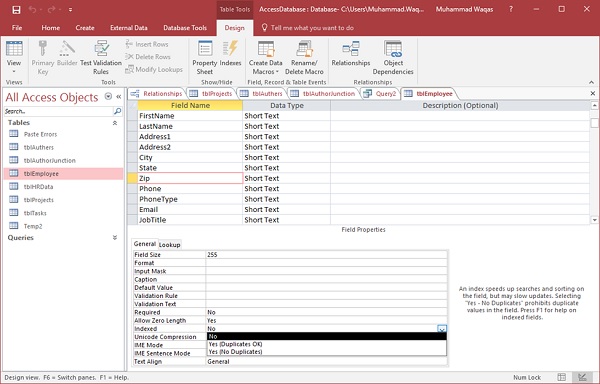 Table Tools
AccessDatabase : Database- C:\Users\Muhammad.Waq...
Muhammad Waqas
File
Home
Create
External Data
Database Tools
Design
Tell me what you want to do
View
Primary Key
Builder
Test Validation Rules
Insert Rows
Delete Rows
Modify Lookups
Property Sheet
Indexes
Create Data Macros
Rename/ Delete Macro
Relationships
Object Dependencies
Views
Tools
Show/Hide
Field, Record & Table Events
Relationships
All Access Objects
Search...
Tables
Paste Errors
tblAuthers
tblAuthorJunction
tblEmployee
tblHRData
tblProjects
tblTasks
Temp2
Queries
Relationships
tblProjects
tblAuthers
tblAuthorJunction
Query2
tblEmployee
Field Name Data Type Description (Optional)
FirstName Short Text
LastName Short Text
Address1 Short Text
Address2 Short Text
City Short Text
State Short Text
Zip Short Text
Phone Short Text
PhoneType Short Text
Email Short Text
JobTitle Short Text
Field Properties
General Lookup
Field Size 255
Format
Input Mask
Caption
Default Value
Validation Rule
Validation Text
Required No
Allow Zero Length Yes
Indexed No
Unicode Compression No
IME Mode Yes (Duplicates OK)
IME Sentence Mode Yes (No Duplicates)
Text Align General
An index speeds up searches and sorting on
the field, but may slow updates. Selecting
"Yes - No Duplicates" prohibits duplicate
values in the field. Press F1 for help on
indexed fields.
Design view. F6 = Switch panes. F1 = Help.
Num Lock